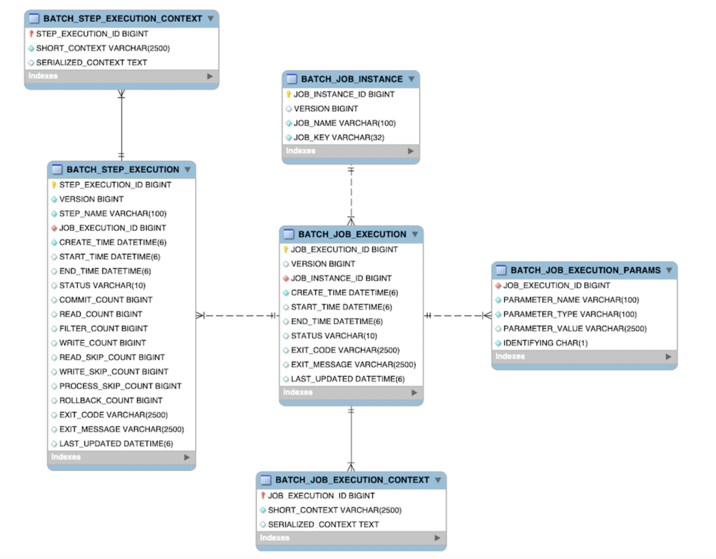 BATCH_STEP_EXECUTION_CONTEXT
STEP_EXECUTION_ID BIGINT
SHORT_CONTEXT VARCHAR(2500)
SERIALIZED_CONTEXT TEXT
Indexes
BATCH_JOB_INSTANCE
JOB_INSTANCE_ID BIGINT
VERSION BIGINT
JOB_NAME VARCHAR(100)
JOB_KEY VARCHAR(32)
Indexes
BATCH_STEP_EXECUTION
STEP_EXECUTION_ID BIGINT
VERSION BIGINT
STEP_NAME VARCHAR(100)
JOB_EXECUTION_ID BIGINT
CREATE_TIME DATETIME(6)
START_TIME DATETIME(6)
END_TIME DATETIME(6)
STATUS VARCHAR(10)
COMMIT_COUNT BIGINT
READ_COUNT BIGINT
FILTER_COUNT BIGINT
WRITE_COUNT BIGINT
READ_SKIP_COUNT BIGINT
WRITE_SKIP_COUNT BIGINT
PROCESS_SKIP_COUNT BIGINT
ROLLBACK_COUNT BIGINT
EXIT_CODE VARCHAR(2500)
EXIT_MESSAGE VARCHAR(2500)
LAST_UPDATED DATETIME(6)
Indexes
BATCH_JOB_EXECUTION
JOB_EXECUTION_ID BIGINT
VERSION BIGINT
JOB_INSTANCE_ID BIGINT
CREATE_TIME DATETIME(6)
START_TIME DATETIME(6)
END_TIME DATETIME(6)
STATUS VARCHAR(10)
EXIT_CODE VARCHAR(2500)
EXIT_MESSAGE VARCHAR(2500)
LAST_UPDATED DATETIME(6)
Indexes
BATCH_JOB_EXECUTION_PARAMS
JOB_EXECUTION_ID BIGINT
PARAMETER_NAME VARCHAR(100)
PARAMETER_TYPE VARCHAR(100)
PARAMETER_VALUE VARCHAR(2500)
IDENTIFYING CHAR(1)
Indexes
BATCH_JOB_EXECUTION_CONTEXT
JOB_EXECUTION_ID BIGINT
SHORT_CONTEXT VARCHAR(2500)
SERIALIZED_CONTEXT TEXT
Indexes